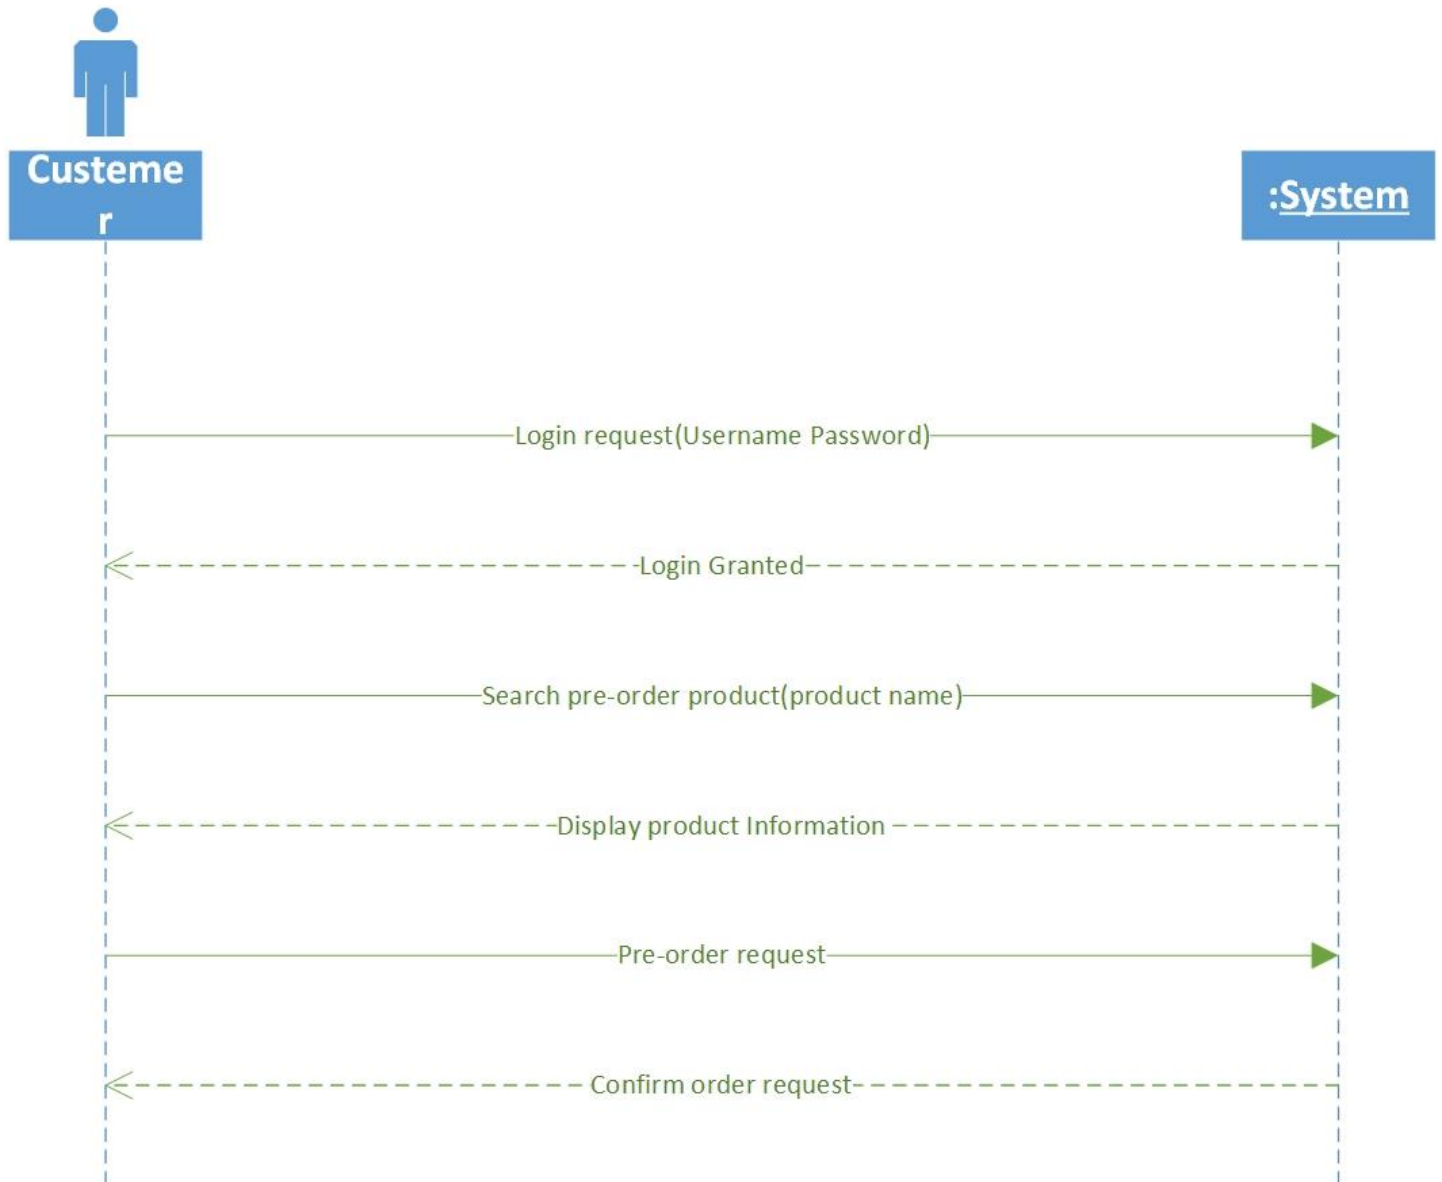 Custeme
r
:System
Login request(Username Password)
Login Granted
Search pre-order product(product name)
Display product Information
Pre-order request
Confirm order request